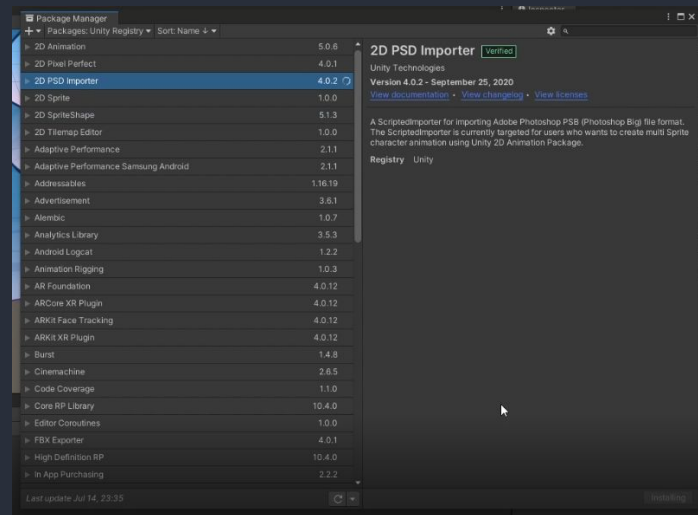 Inspector
Package Manager
+ Packages: Unity Registry Sort: Name ↓
2D Animation 5.0.6
2D Pixel Perfect 4.0.1
2D PSD Importer 4.0.2
2D Sprite 1.0.0
2D SpriteShape 5.1.3
2D Tilemap Editor 1.0.0
Adaptive Performance 2.1.1
Adaptive Performance Samsung Android 2.1.1
Addressables 1.16.19
Advertisement 3.6.1
Alembic 1.0.7
Analytics Library 3.5.3
Android Logcat 1.2.2
Animation Rigging 1.0.3
AR Foundation 4.0.12
ARCore XR Plugin 4.0.12
ARKit Face Tracking 4.0.12
ARKit XR Plugin 4.0.12
Burst 1.4.8
Cinemachine 2.6.5
Code Coverage 1.1.0
Core RP Library 10.4.0
Editor Coroutines 1.0.0
FBX Exporter 4.0.1
High Definition RP 10.4.0
In App Purchasing 2.2.2
Last update Jul 14, 23:35
2D PSD Importer Verified
Unity Technologies
Version 4.0.2 - September 25, 2020
View documentation • View changelog • View licenses
A ScriptedImporter for importing Adobe Photoshop PSB (Photoshop Big) file format.
The ScriptedImporter is currently targeted for users who wants to create multi Sprite
character animation using Unity 2D Animation Package.
Registry Unity
Installing